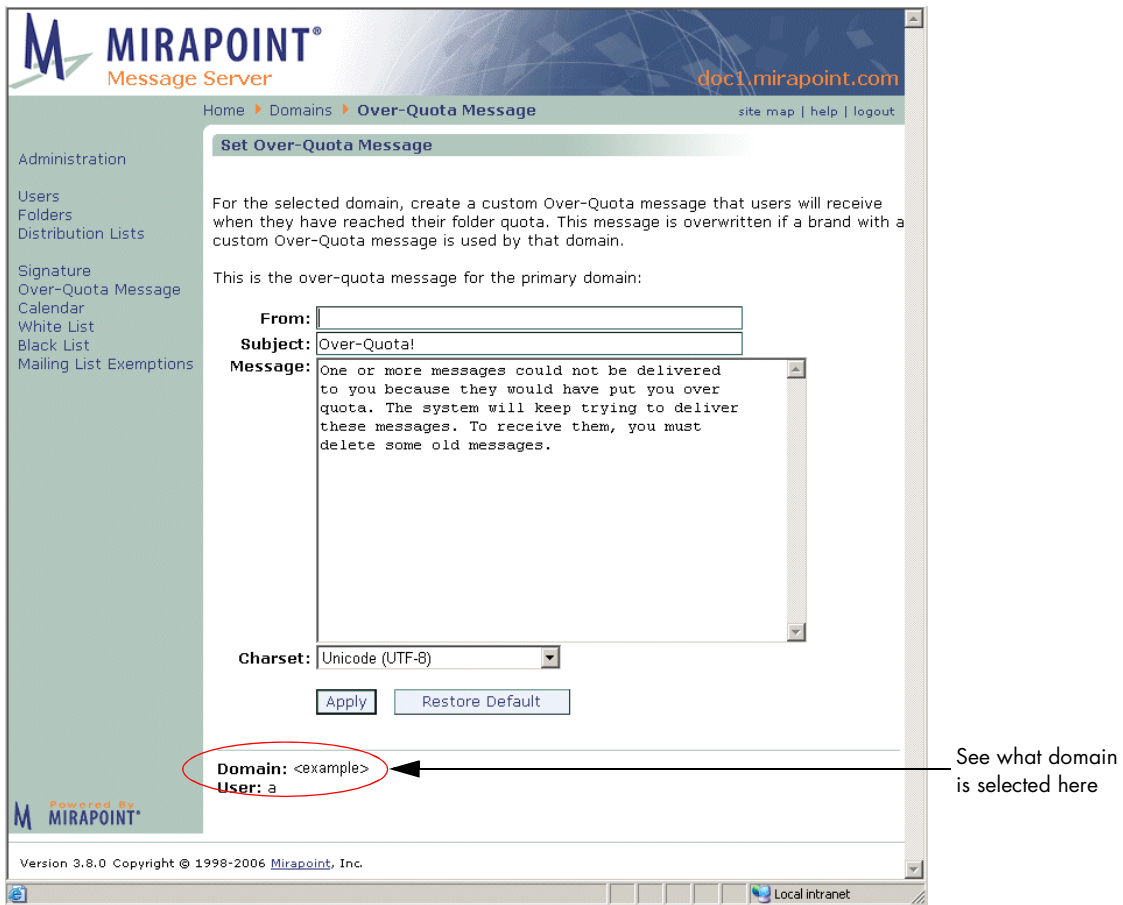 MIRAPOINT®
Message Server
doc1.mirapoint.com
Home Domains Over-Quota Message
site map | help | logout
Administration
Users
Folders
Distribution Lists
Signature
Over-Quota Message
Calendar
White List
Black List
Mailing List Exemptions
Powered By
MIRAPOINT
Set Over-Quota Message
For the selected domain, create a custom Over-Quota message that users will receive
when they have reached their folder quota. This message is overwritten if a brand with a
custom Over-Quota message is used by that domain.
This is the over-quota message for the primary domain:
From:
Subject: Over-Quota!
Message: One or more messages could not be delivered
to you because they would have put you over
quota. The system will keep trying to deliver
these messages. To receive them, you must
delete some old messages.
Charset: Unicode (UTF-8)
Apply Restore Default
Domain: <example>
User: a
See what domain
is selected here
Version 3.8.0 Copyright © 1998-2006 Mirapoint, Inc.
Local intranet